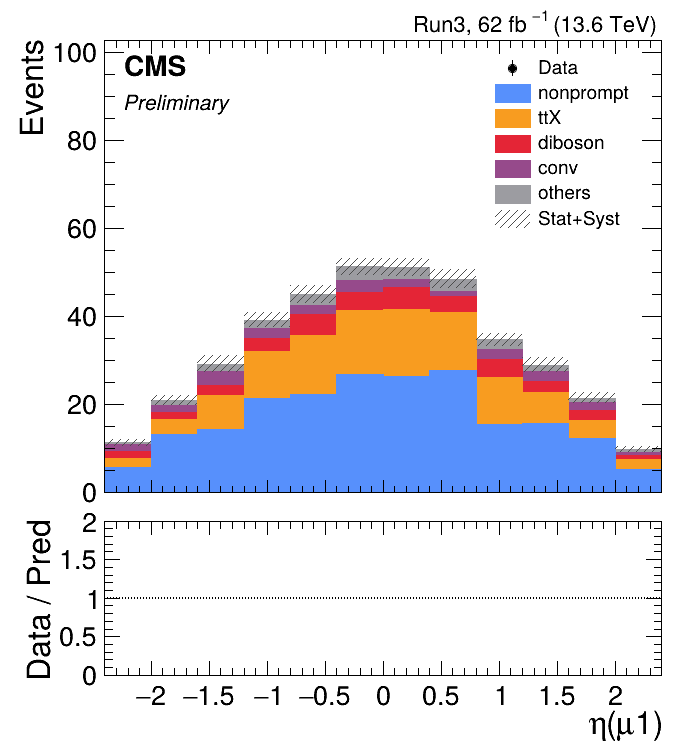 Run3, 62 fb⁻¹ (13.6 TeV)
CMS
Preliminary
Events
100
80
60
40
20
0
Data
nonprompt
ttX
diboson
conv
others
Stat+Syst
Data / Pred
2
1.5
1
0.5
0
−2 −1.5 −1 −0.5 0 0.5 1 1.5 2
η(μ1)